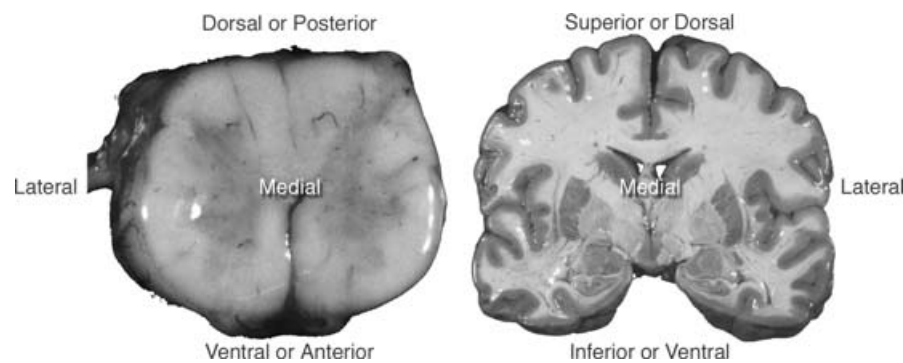 Dorsal or Posterior
Superior or Dorsal
Lateral
Medial
Medial
Lateral
Ventral or Anterior
Inferior or Ventral